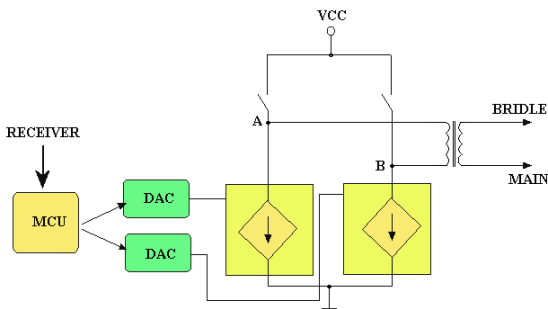 VCC
A
BRIDLE
RECEIVER
B
MAIN
DAC
MCU
DAC